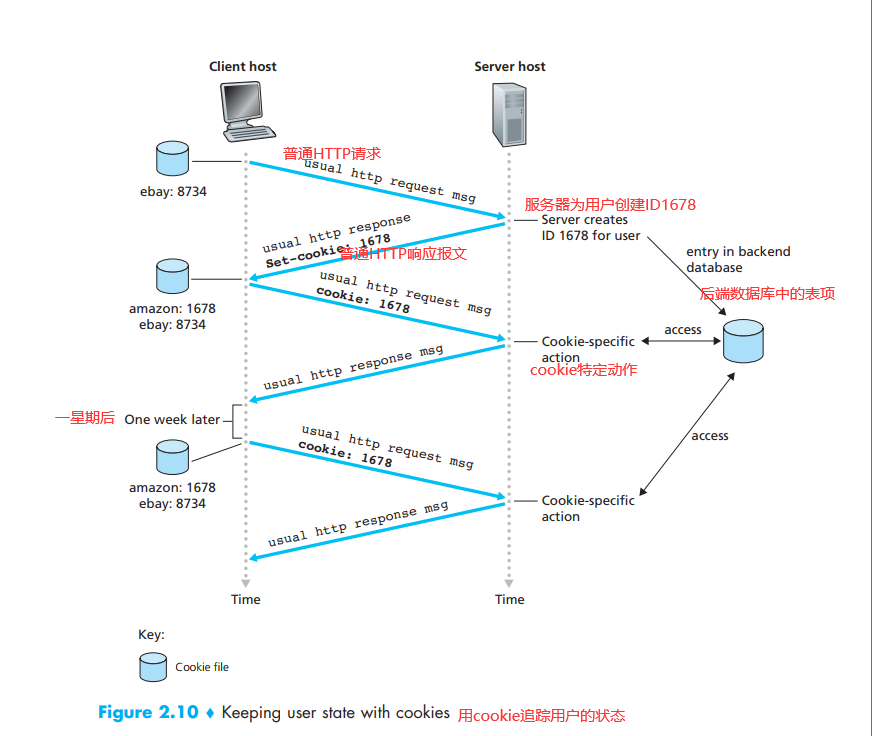 Client host
Server host
普通HTTP请求
usual http request msg
ebay: 8734
服务器为用户创建ID1678
Server creates
ID 1678 for user
usual http response
Set-cookie: 1678
普通HTTP响应报文
entry in backend
database
后端数据库中的表项
usual http request msg
cookie: 1678
amazon: 1678
ebay: 8734
access
Cookie-specific
action
cookie特定动作
usual http response msg
一星期后
One week later
usual http request msg
cookie: 1678
access
amazon: 1678
ebay: 8734
Cookie-specific
action
usual http response msg
Time
Time
Key:
Cookie file
Figure 2.10 ♦ Keeping user state with cookies 用cookie追踪用户的状态